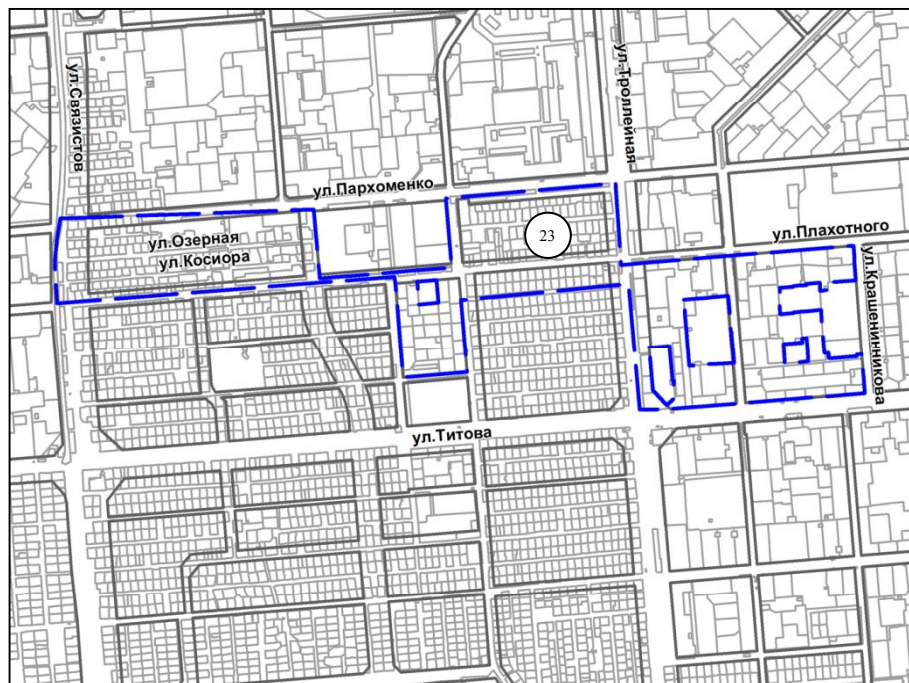 ул.Связистов
ул.Троллейная
ул.Пархоменко
ул.Озерная
ул.Косиора
23
ул.Плахотного
ул.Крашенинникова
ул.Титова